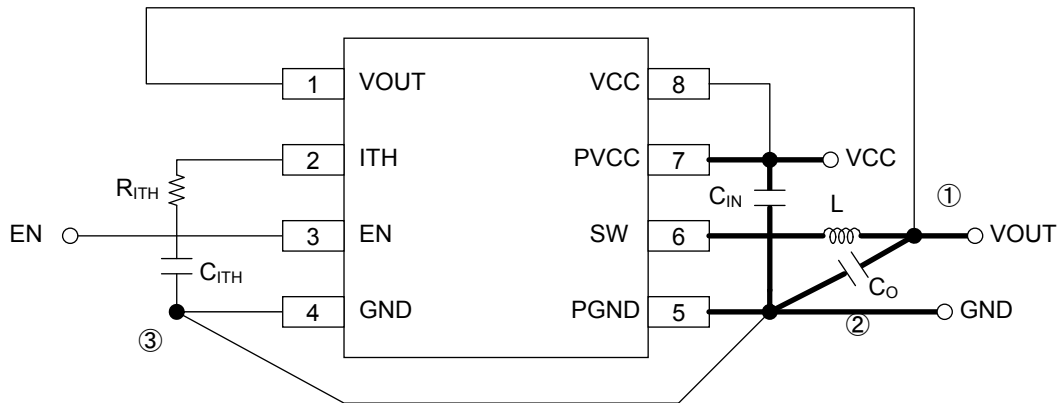 1 VOUT VCC 8
2 ITH PVCC 7 VCC
R_ITH
C_IN
L ①
EN 3 EN SW 6 VOUT
C_ITH
C_O
4 GND PGND 5 GND
③ ②